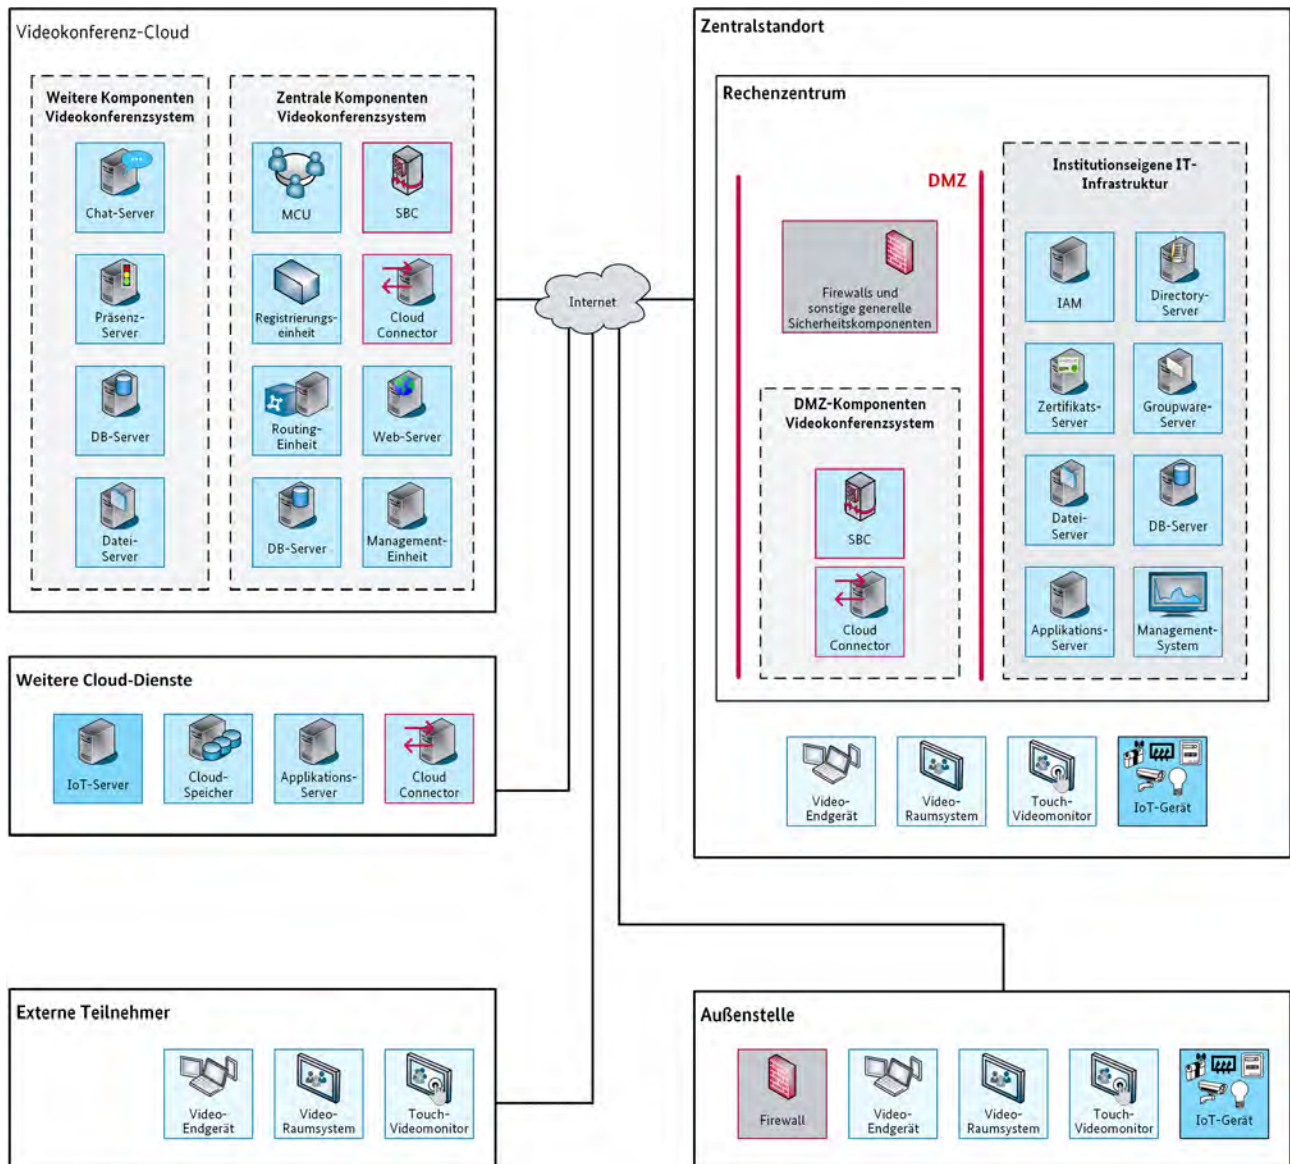 Videokonferenz-Cloud
Weitere Komponenten
Videokonferenzsystem
Chat-Server
Präsenz-
Server
DB-Server
Datei-
Server
Zentrale Komponenten
Videokonferenzsystem
MCU
SBC
Registrierungs-
einheit
Cloud
Connector
Routing-
Einheit
Web-Server
DB-Server
Management-
Einheit
Internet
Zentralstandort
Rechenzentrum
DMZ
Firewalls und
sonstige generelle
Sicherheitskomponenten
DMZ-Komponenten
Videokonferenzsystem
SBC
Cloud
Connector
Institutionseigene IT-
Infrastruktur
IAM
Directory-
Server
Zertifikats-
Server
Groupware-
Server
Datei-
Server
DB-Server
Applikations-
Server
Management-
System
Video-
Endgerät
Video-
Raumsystem
Touch-
Videomonitor
IoT-Gerät
Weitere Cloud-Dienste
IoT-Server
Cloud-
Speicher
Applikations-
Server
Cloud
Connector
Externe Teilnehmer
Video-
Endgerät
Video-
Raumsystem
Touch-
Videomonitor
Außenstelle
Firewall
Video-
Endgerät
Video-
Raumsystem
Touch-
Videomonitor
IoT-Gerät